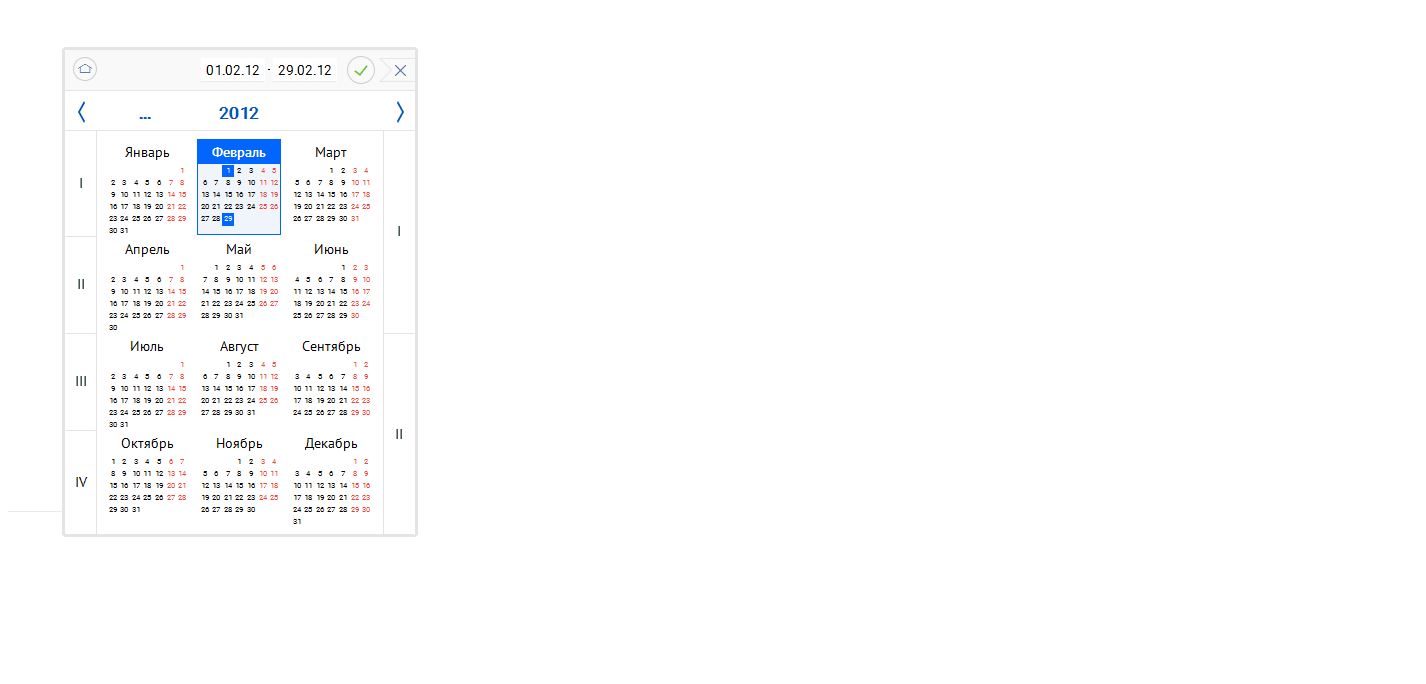 01.02.12 - 29.02.12
... 2012
Январь Февраль Март
1 1 2 3 4 5 1 2 3 4
I 2 3 4 5 6 7 8 6 7 8 9 10 11 12 5 6 7 8 9 10 11
9 10 11 12 13 14 15 13 14 15 16 17 18 19 12 13 14 15 16 17 18
16 17 18 19 20 21 22 20 21 22 23 24 25 26 19 20 21 22 23 24 25
23 24 25 26 27 28 29 27 28 29 26 27 28 29 30 31
30 31 I
Апрель Май Июнь
1 1 2 3 4 5 6 1 2 3
II 2 3 4 5 6 7 8 7 8 9 10 11 12 13 4 5 6 7 8 9 10
9 10 11 12 13 14 15 14 15 16 17 18 19 20 11 12 13 14 15 16 17
16 17 18 19 20 21 22 21 22 23 24 25 26 27 18 19 20 21 22 23 24
23 24 25 26 27 28 29 28 29 30 31 25 26 27 28 29 30
30
Июль Август Сентябрь
1 1 2 3 4 5 1 2
III 2 3 4 5 6 7 8 6 7 8 9 10 11 12 3 4 5 6 7 8 9
9 10 11 12 13 14 15 13 14 15 16 17 18 19 10 11 12 13 14 15 16
16 17 18 19 20 21 22 20 21 22 23 24 25 26 17 18 19 20 21 22 23
23 24 25 26 27 28 29 27 28 29 30 31 24 25 26 27 28 29 30
30 31 II
Октябрь Ноябрь Декабрь
1 2 3 4 5 6 7 1 2 3 4 1 2
8 9 10 11 12 13 14 5 6 7 8 9 10 11 3 4 5 6 7 8 9
IV 15 16 17 18 19 20 21 12 13 14 15 16 17 18 10 11 12 13 14 15 16
22 23 24 25 26 27 28 19 20 21 22 23 24 25 17 18 19 20 21 22 23
29 30 31 26 27 28 29 30 24 25 26 27 28 29 30
31